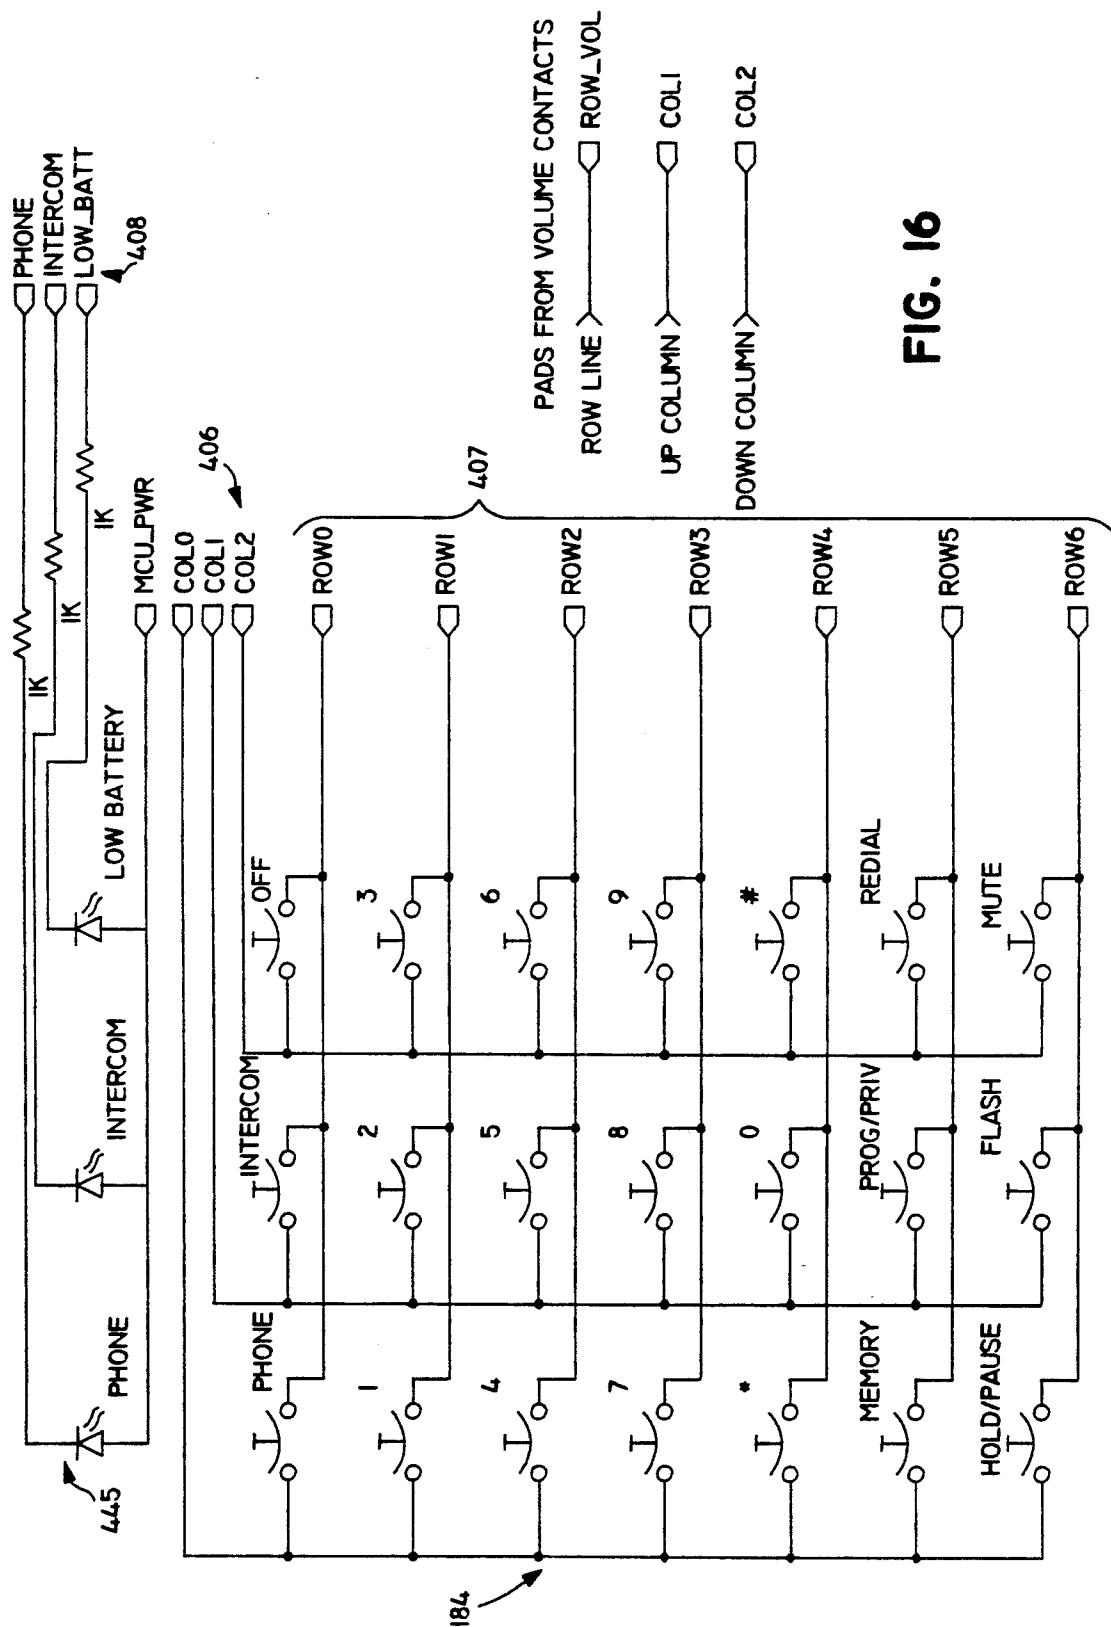 PHONE
INTERCOM
LOW_BATT
408
1K
1K
1K
445
PHONE
INTERCOM
LOW BATTERY
MCU_PWR
COL0
COL1
COL2
406
407
PHONE
INTERCOM
OFF
ROW0
1
2
3
ROW1
4
5
6
ROW2
7
8
9
ROW3
*
0
#
ROW4
MEMORY
PROG/PRIV
REDIAL
ROW5
HOLD/PAUSE
FLASH
MUTE
ROW6
184
PADS FROM VOLUME CONTACTS
ROW LINE
ROW_VOL
UP COLUMN
COL1
DOWN COLUMN
COL2
FIG. 16